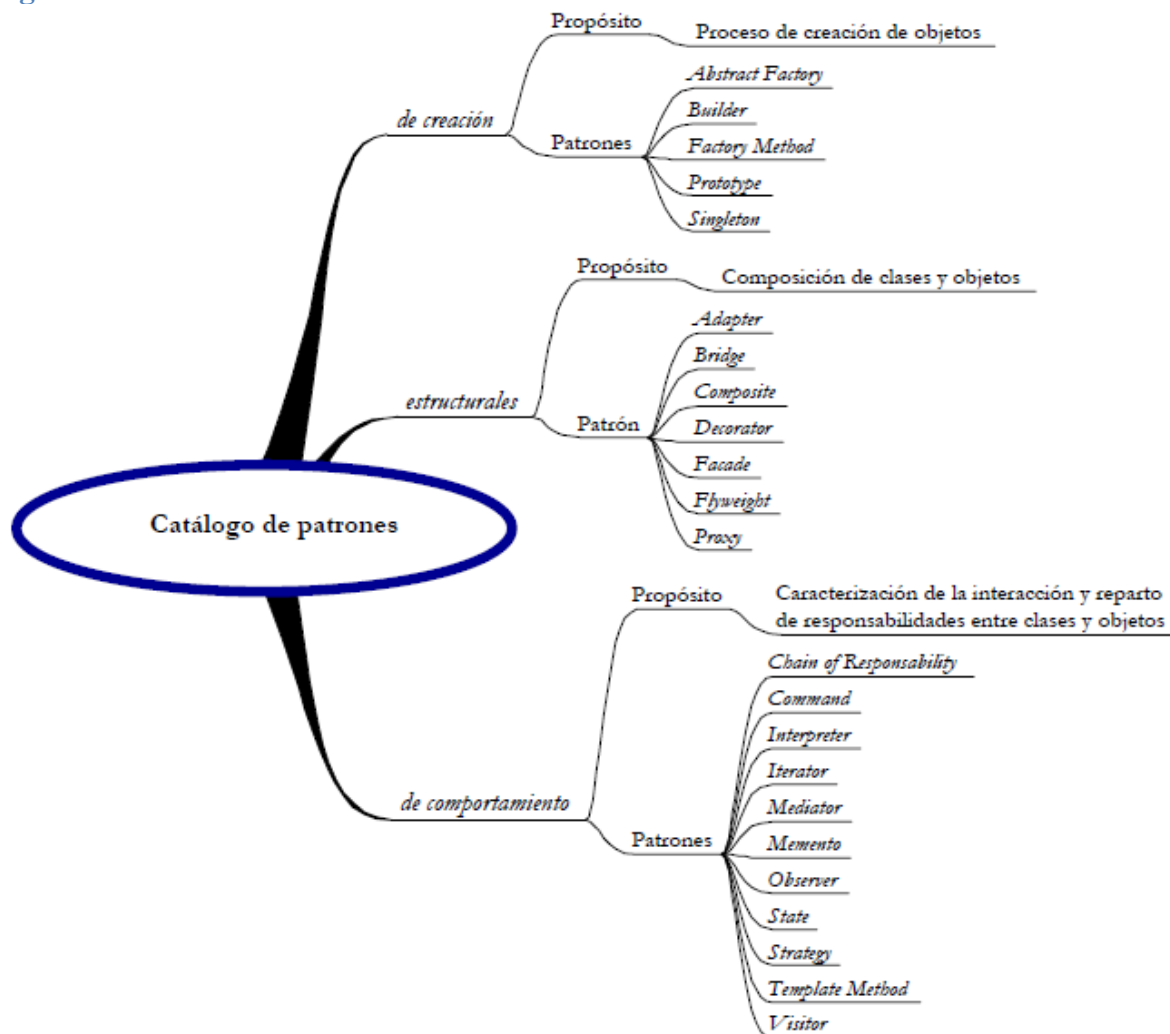 Propósito
Proceso de creación de objetos
de creación
Patrones
Abstract Factory
Builder
Factory Method
Prototype
Singleton
Propósito
Composición de clases y objetos
estructurales
Patrón
Adapter
Bridge
Composite
Decorator
Facade
Flyweight
Proxy
Catálogo de patrones
Propósito
Caracterización de la interacción y reparto
de responsabilidades entre clases y objetos
de comportamiento
Patrones
Chain of Responsability
Command
Interpreter
Iterator
Mediator
Memento
Observer
State
Strategy
Template Method
Visitor